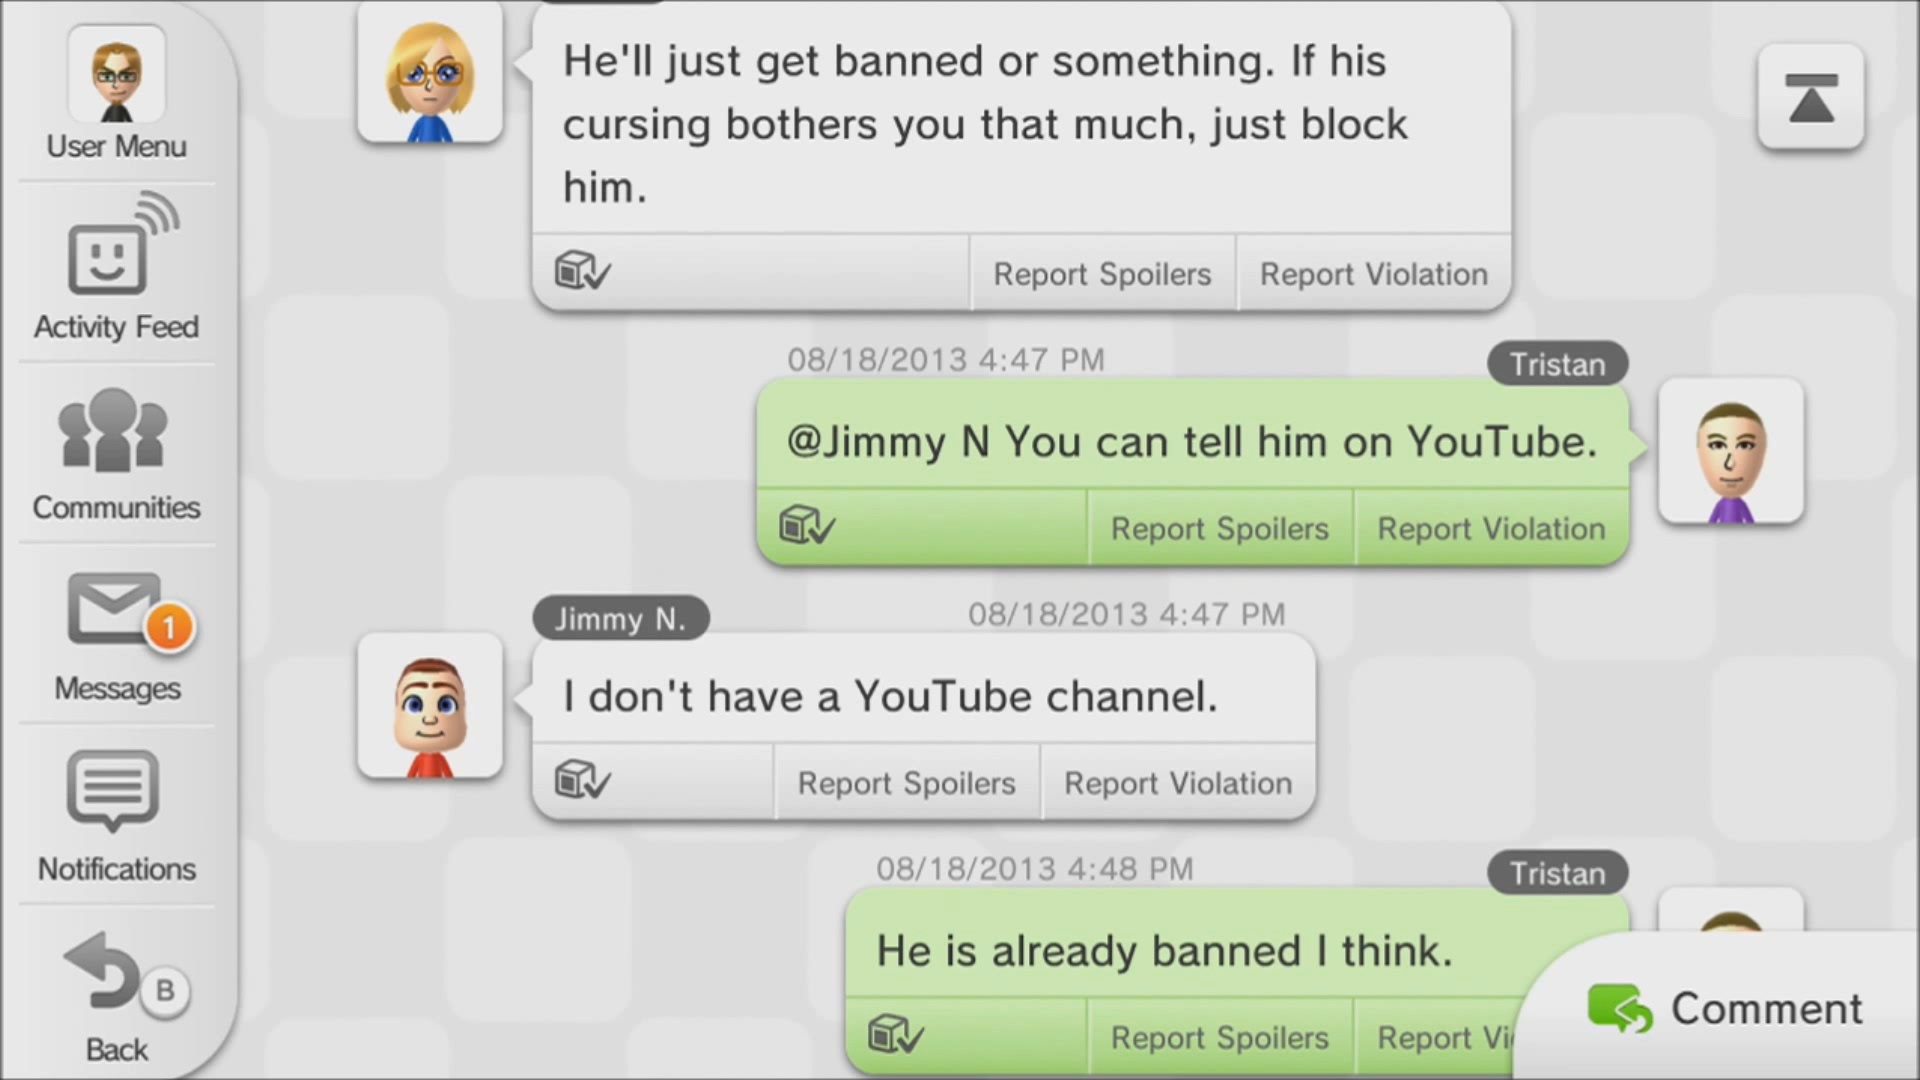 User Menu
Activity Feed
Communities
1
Messages
Notifications
B
Back
He'll just get banned or something. If his
cursing bothers you that much, just block
him.
Report Spoilers
Report Violation
08/18/2013 4:47 PM
Tristan
@Jimmy N You can tell him on YouTube.
Report Spoilers
Report Violation
Jimmy N.
08/18/2013 4:47 PM
I don't have a YouTube channel.
Report Spoilers
Report Violation
08/18/2013 4:48 PM
Tristan
He is already banned I think.
Report Spoilers
Report Vi
Comment